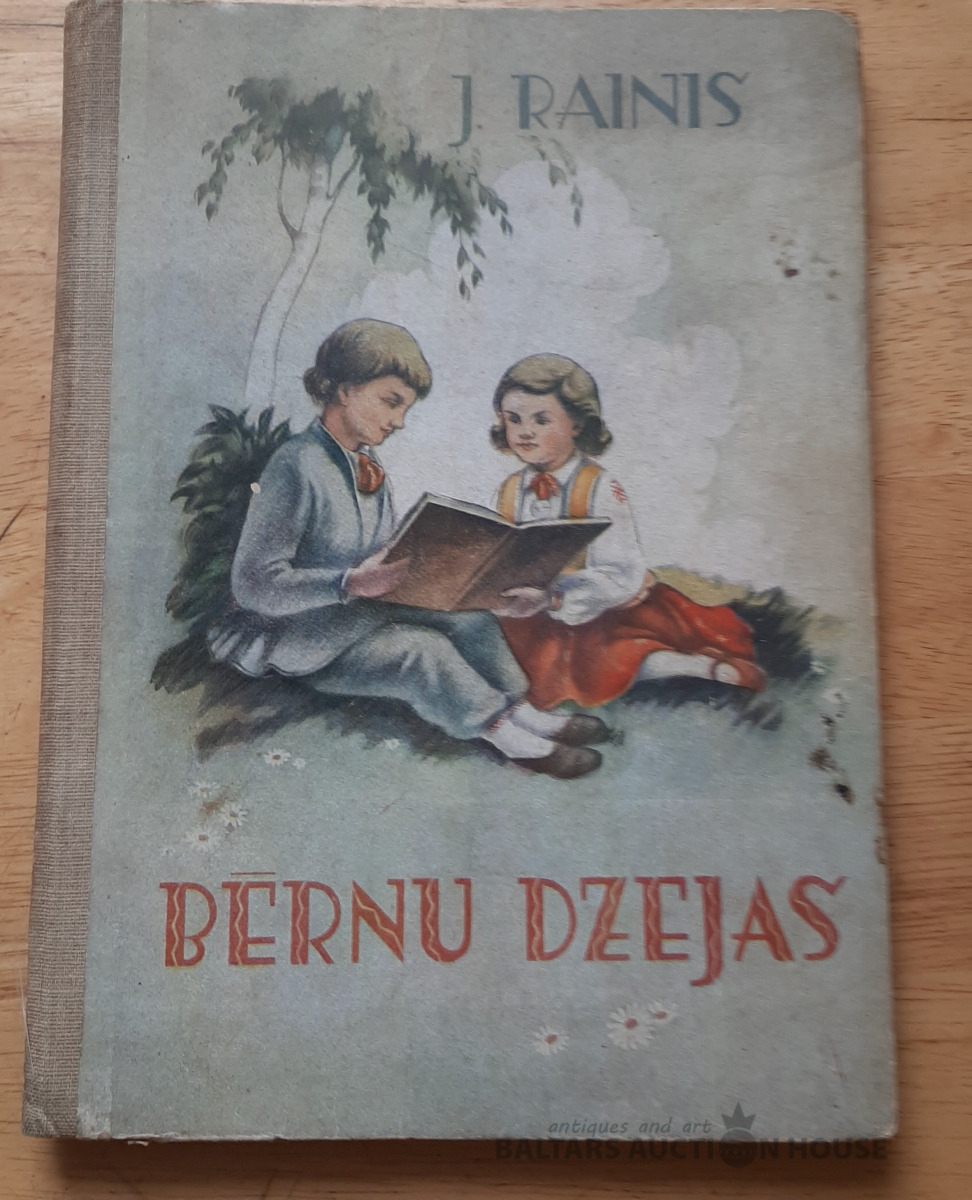 J. RAINIS
BĒRNU DZEJAS
antiques and art
BALTARS AUCTION HOUSE